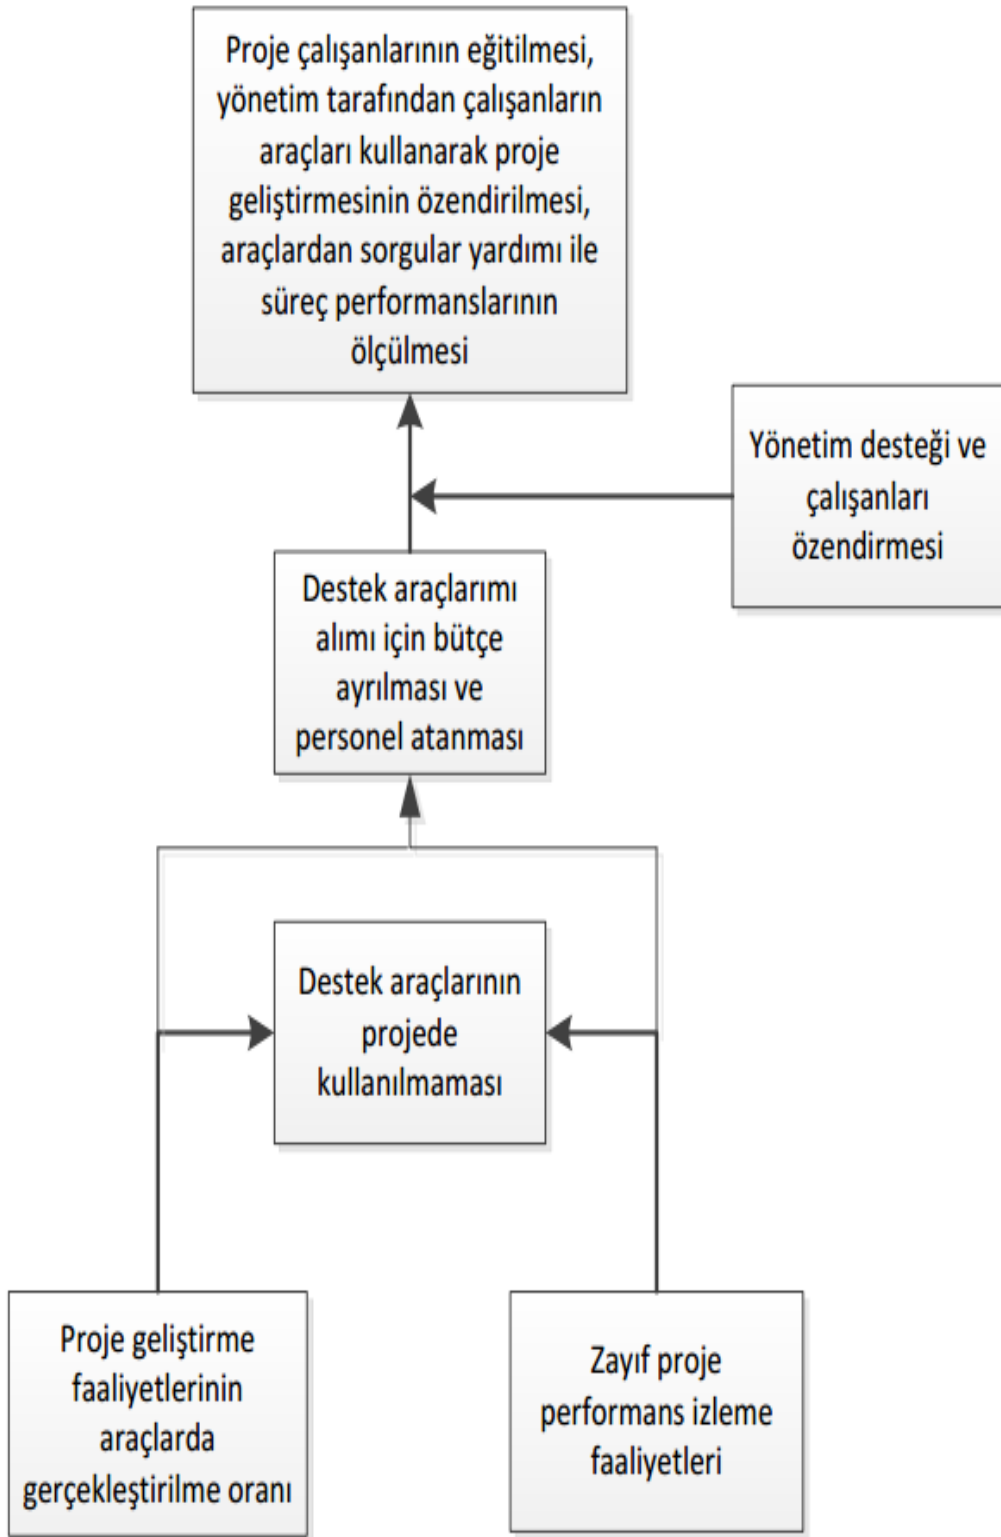 Proje çalışanlarının eğitilmesi,
yönetim tarafından çalışanların
araçları kullanarak proje
geliştirmesinin özendirilmesi,
araçlardan sorgular yardımı ile
süreç performanslarının
ölçülmesi
Yönetim desteği ve
çalışanları
özendirmesi
Destek araçlarımı
alımı için bütçe
ayrılması ve
personel atanması
Destek araçlarının
projede
kullanılmaması
Proje geliştirme
faaliyetlerinin
araçlarda
gerçekleştirilme oranı
Zayıf proje
performans izleme
faaliyetleri